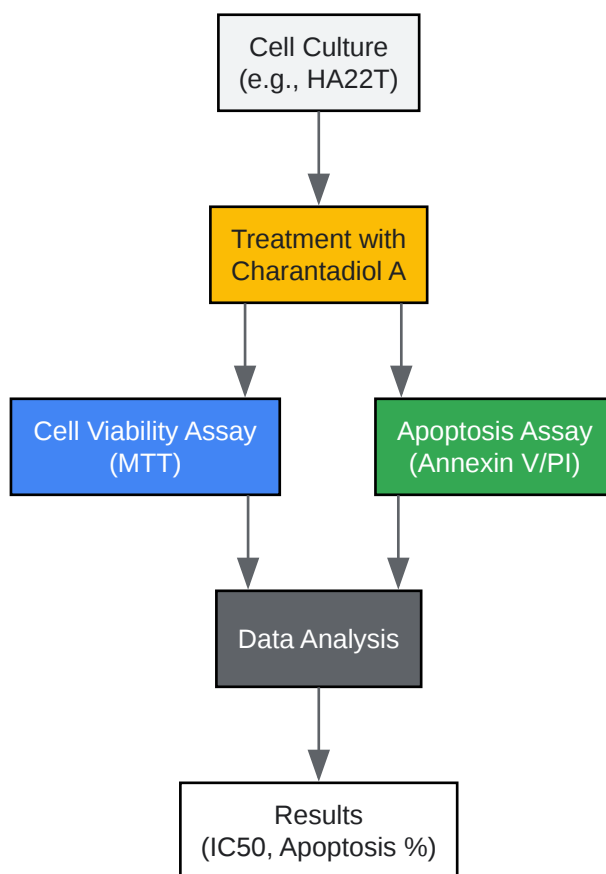 Cell Culture
(e.g., HA22T)
Treatment with
Charantadiol A
Cell Viability Assay
(MTT)
Apoptosis Assay
(Annexin V/PI)
Data Analysis
Results
(IC50, Apoptosis %)